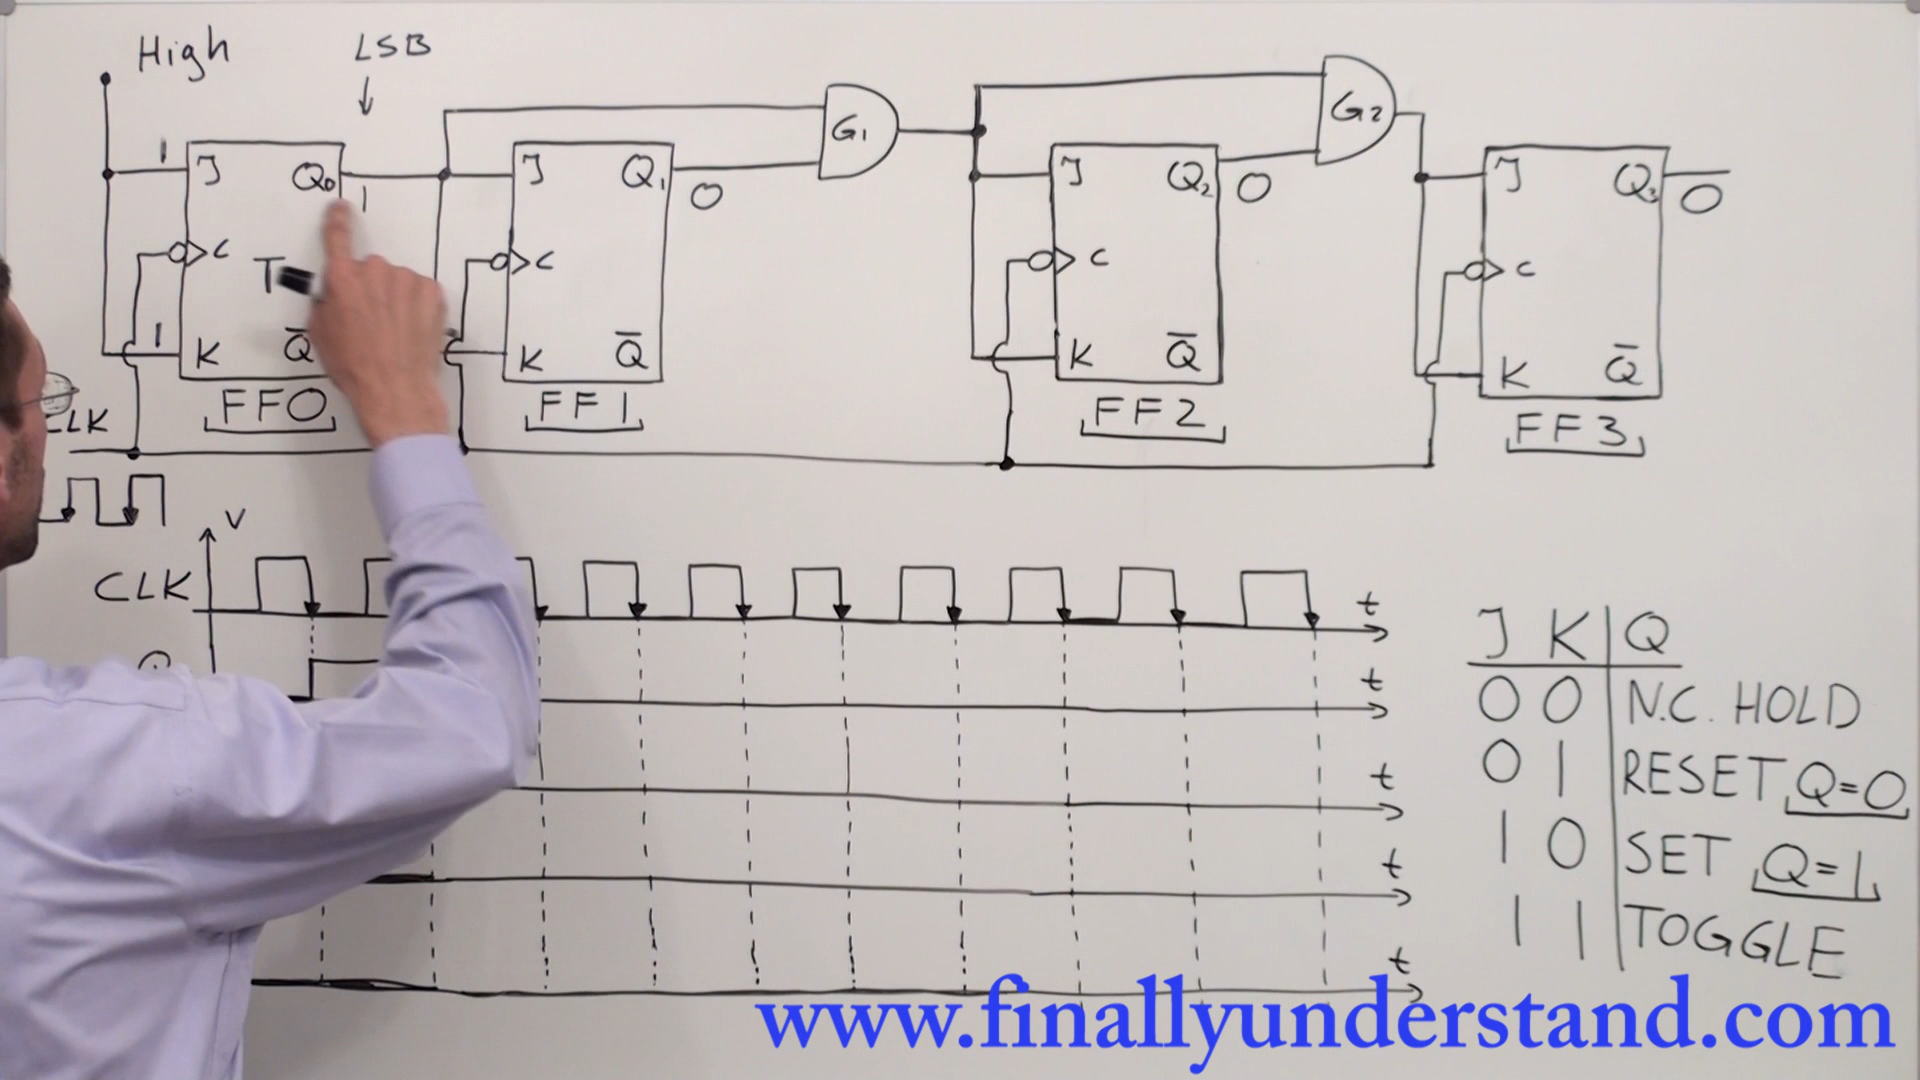 High
LSB
1 J Q₀ 1
C
T
1 K Q̅
FF0
J Q₁ 0
C
K Q̅
FF1
G₁
J Q₂ 0
C
K Q̅
FF2
G₂
J Q₃ 0
C
K Q̅
FF3
CLK
V
CLK
t
t
t
t
t
J K Q
0 0 N.C. HOLD
0 1 RESET Q=0
1 0 SET Q=1
1 1 TOGGLE
www.finallyunderstand.com